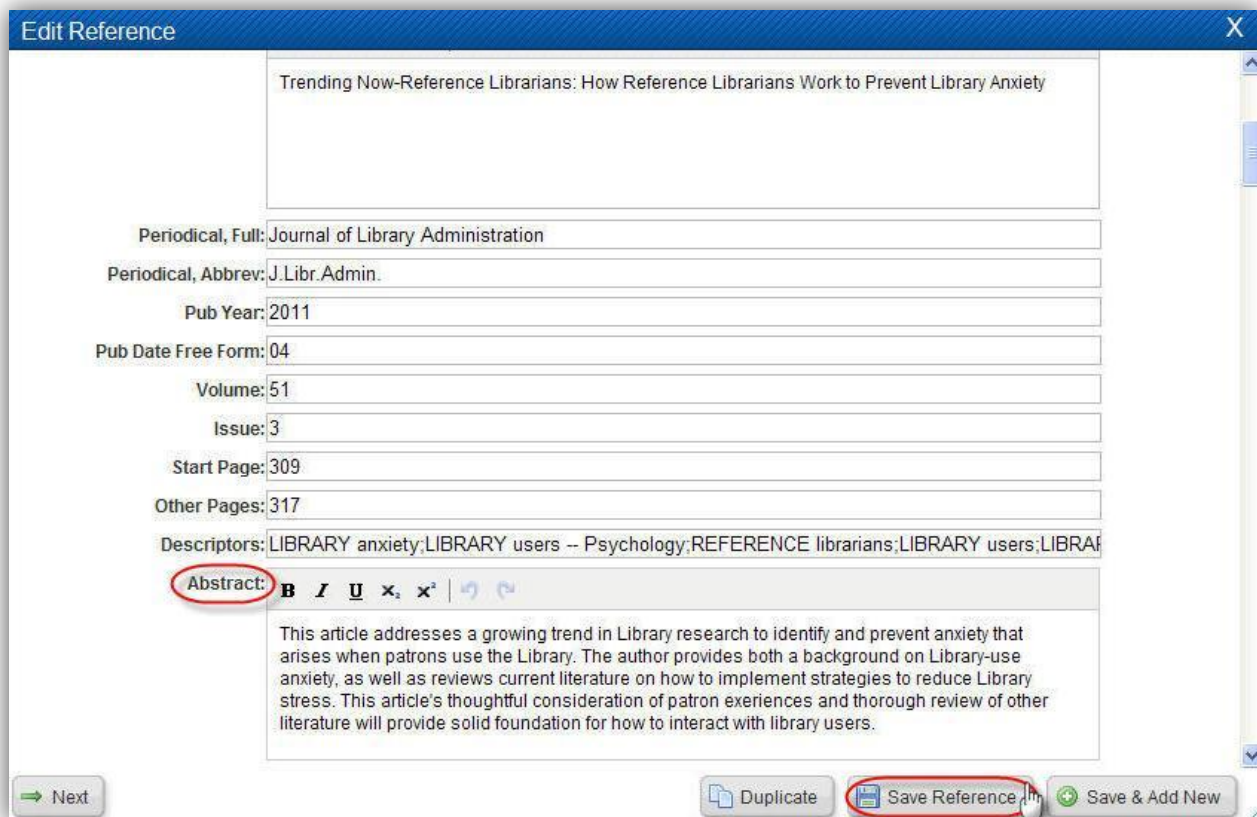 Edit Reference X
Trending Now-Reference Librarians: How Reference Librarians Work to Prevent Library Anxiety
Periodical, Full: Journal of Library Administration
Periodical, Abbrev: J.Libr.Admin.
Pub Year: 2011
Pub Date Free Form: 04
Volume: 51
Issue: 3
Start Page: 309
Other Pages: 317
Descriptors: LIBRARY anxiety;LIBRARY users -- Psychology;REFERENCE librarians;LIBRARY users;LIBRAR
Abstract: B I U x₂ x²
This article addresses a growing trend in Library research to identify and prevent anxiety that
arises when patrons use the Library. The author provides both a background on Library-use
anxiety, as well as reviews current literature on how to implement strategies to reduce Library
stress. This article's thoughtful consideration of patron exeriences and thorough review of other
literature will provide solid foundation for how to interact with library users.
Next Duplicate Save Reference Save & Add New